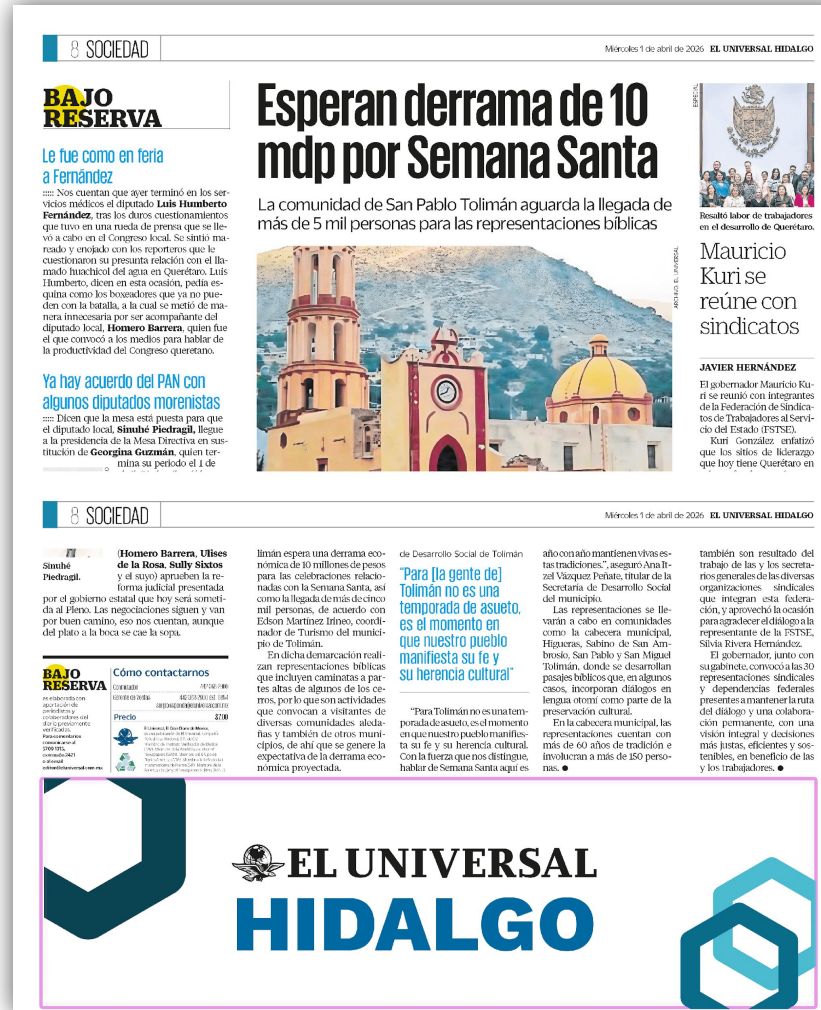 8 SOCIEDAD
Miércoles 1 de abril de 2026 EL UNIVERSAL HIDALGO
BAJO
RESERVA
Le fue como en feria
a Fernández
::::: Nos cuentan que ayer terminó en los ser-
vicios médicos el diputado Luis Humberto
Fernández, tras los duros cuestionamientos
que tuvo en una rueda de prensa que se lle-
vó a cabo en el Congreso local. Se sintió ma-
reado y enojado con los reporteros que le
cuestionaron su presunta relación con el lla-
mado huachicol del agua en Querétaro. Luis
Humberto, dicen en esta ocasión, pedía es-
quina como los boxeadores que ya no pue-
den con la batalla, a la cual se metió de ma-
nera innecesaria por ser acompañante del
diputado local, Homero Barrera, quien fue
el que convocó a los medios para hablar de
la productividad del Congreso queretano.
Ya hay acuerdo del PAN con
algunos diputados morenistas
::::: Dicen que la mesa está puesta para que
el diputado local, Sinuhé Piedragil, llegue
a la presidencia de la Mesa Directiva en sus-
titución de Georgina Guzmán, quien ter-
mina su periodo el 1 de
Esperan derrama de 10
mdp por Semana Santa
La comunidad de San Pablo Tolimán aguarda la llegada de
más de 5 mil personas para las representaciones bíblicas
ARCHIVO. EL UNIVERSAL
ESPECIAL
Resaltó labor de trabajadores
en el desarrollo de Querétaro.
Mauricio
Kuri se
reúne con
sindicatos
JAVIER HERNÁNDEZ
El gobernador Mauricio Ku-
ri se reunió con integrantes
de la Federación de Sindica-
tos de Trabajadores al Servi-
cio del Estado (FSTSE).
Kuri González enfatizó
que los sitios de liderazgo
que hoy tiene Querétaro en
8 SOCIEDAD
Miércoles 1 de abril de 2026 EL UNIVERSAL HIDALGO
Sinuhé
Piedragil.
(Homero Barrera, Ulises
de la Rosa, Sully Sixtos
y el suyo) aprueben la re-
forma judicial presentada
por el gobierno estatal que hoy será someti-
da al Pleno. Las negociaciones siguen y van
por buen camino, eso nos cuentan, aunque
del plato a la boca se cae la sopa.
BAJO
RESERVA
es elaborada con
aportación de
periodistas y
colaboradores del
diario previamente
verificados.
Para comentarios
comunicarse al
Cómo contactarnos
Conmutador
Gerente de ventas
Precio
$7.00
limán espera una derrama eco-
nómica de 10 millones de pesos
para las celebraciones relacio-
nadas con la Semana Santa, así
como la llegada de más de cinco
mil personas, de acuerdo con
Edson Martínez Irineo, coordi-
nador de Turismo del munici-
pio de Tolimán.
En dicha demarcación reali-
zan representaciones bíblicas
que incluyen caminatas a par-
tes altas de algunos de los ce-
rros, por lo que son actividades
que convocan a visitantes de
diversas comunidades aleda-
ñas y también de otros muni-
cipios, de ahí que se genere la
expectativa de la derrama eco-
nómica proyectada.
de Desarrollo Social de Tolimán
"Para [la gente de]
Tolimán no es una
temporada de asueto,
es el momento en
que nuestro pueblo
manifiesta su fe y
su herencia cultural"
"Para Tolimán no es una tem-
porada de asueto, es el momento
en que nuestro pueblo manifies-
ta su fe y su herencia cultural.
Con la fuerza que nos distingue,
hablar de Semana Santa aquí es
año con año mantienen vivas es-
tas tradiciones", aseguró Ana It-
zel Vázquez Peñate, titular de la
Secretaría de Desarrollo Social
del municipio.
Las representaciones se lle-
varán a cabo en comunidades
como la cabecera municipal,
Higueras, Sabino de San Am-
brosio, San Pablo y San Miguel
Tolimán, donde se desarrollan
pasajes bíblicos que, en algunos
casos, incorporan diálogos en
lengua otomí como parte de la
preservación cultural.
En la cabecera municipal, las
representaciones cuentan con
más de 60 años de tradición e
involucran a más de 150 perso-
nas. ●
también son resultado del
trabajo de las y los secreta-
rios generales de las diversas
organizaciones sindicales
que integran esta federa-
ción, y aprovechó la ocasión
para agradecer el diálogo a la
representante de la FSTSE,
Silvia Rivera Hernández.
El gobernador, junto con
su gabinete, convocó a las 30
representaciones sindicales
y dependencias federales
presentes a mantener la ruta
del diálogo y una colabora-
ción permanente, con una
visión integral y decisiones
más justas, eficientes y sos-
tenibles, en beneficio de las
y los trabajadores. ●
EL UNIVERSAL
HIDALGO